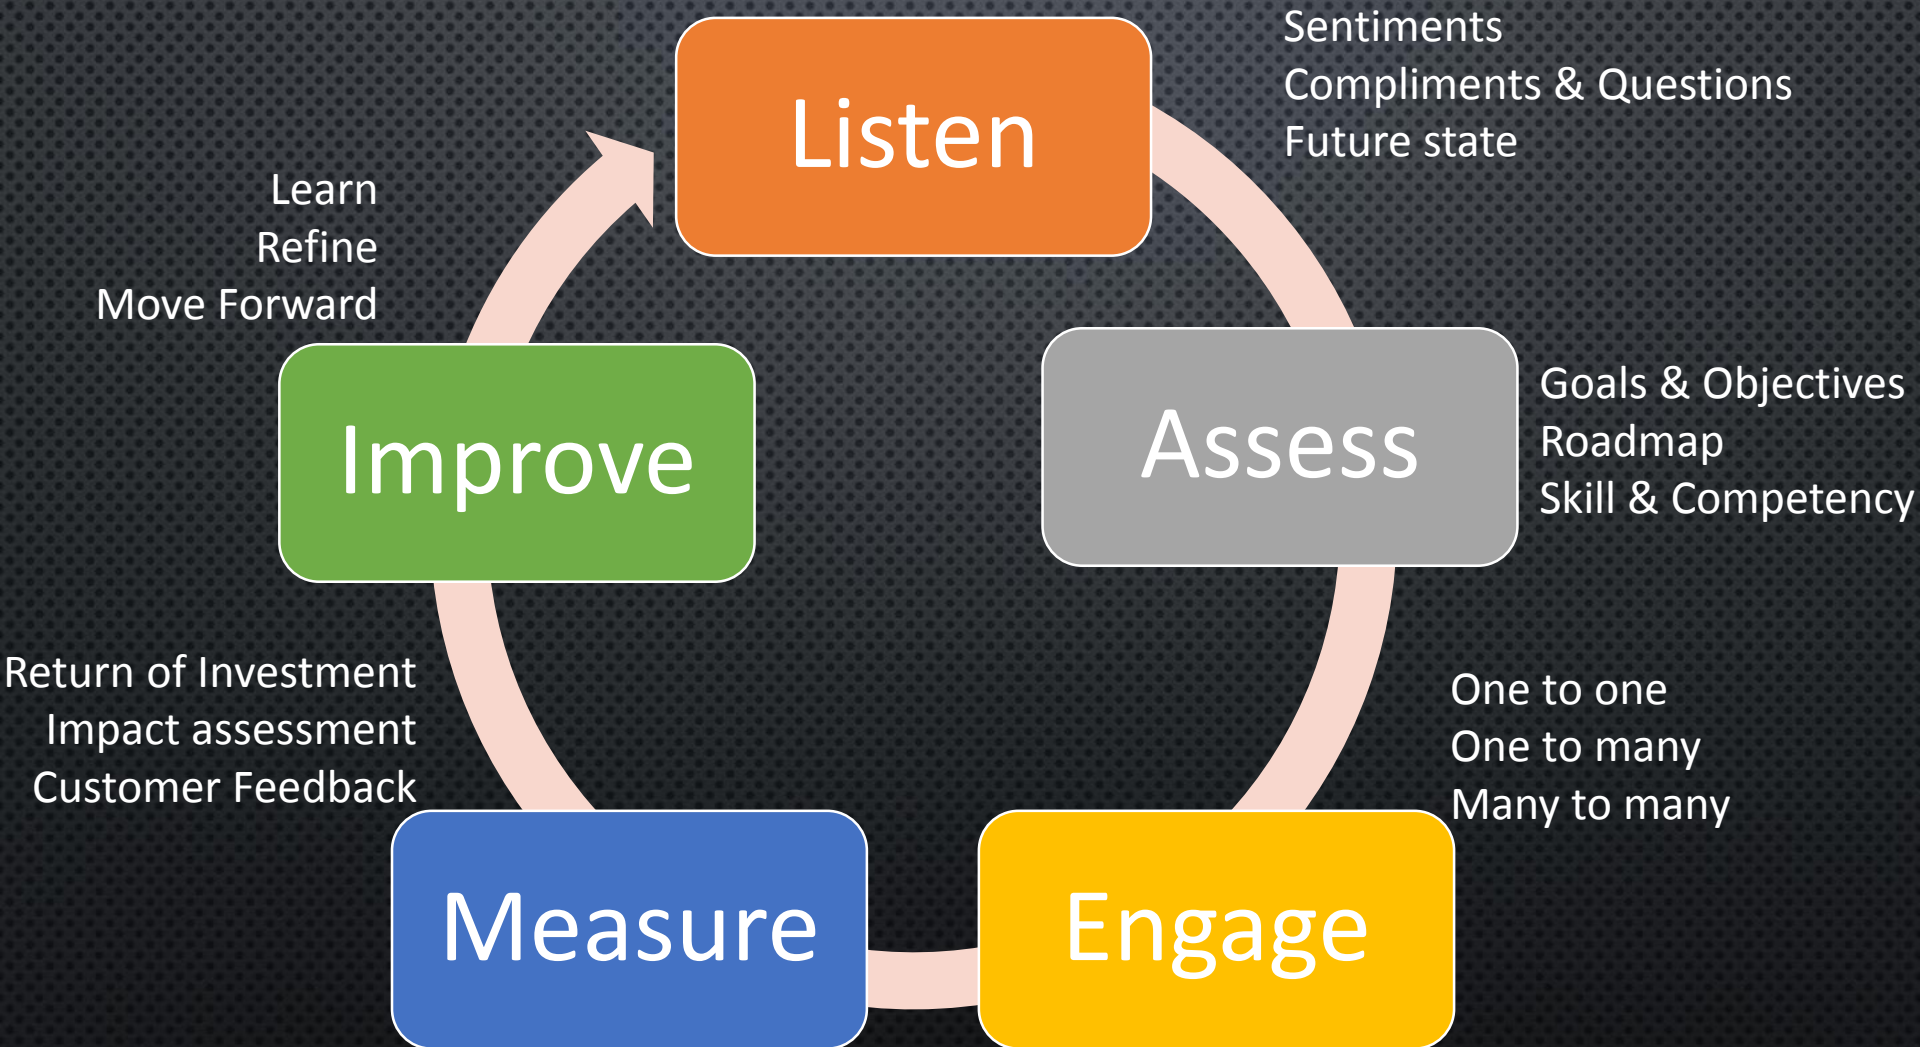 Listen
Sentiments
Compliments & Questions
Future state
Assess
Goals & Objectives
Roadmap
Skill & Competency
Engage
One to one
One to many
Many to many
Measure
Return of Investment
Impact assessment
Customer Feedback
Improve
Learn
Refine
Move Forward